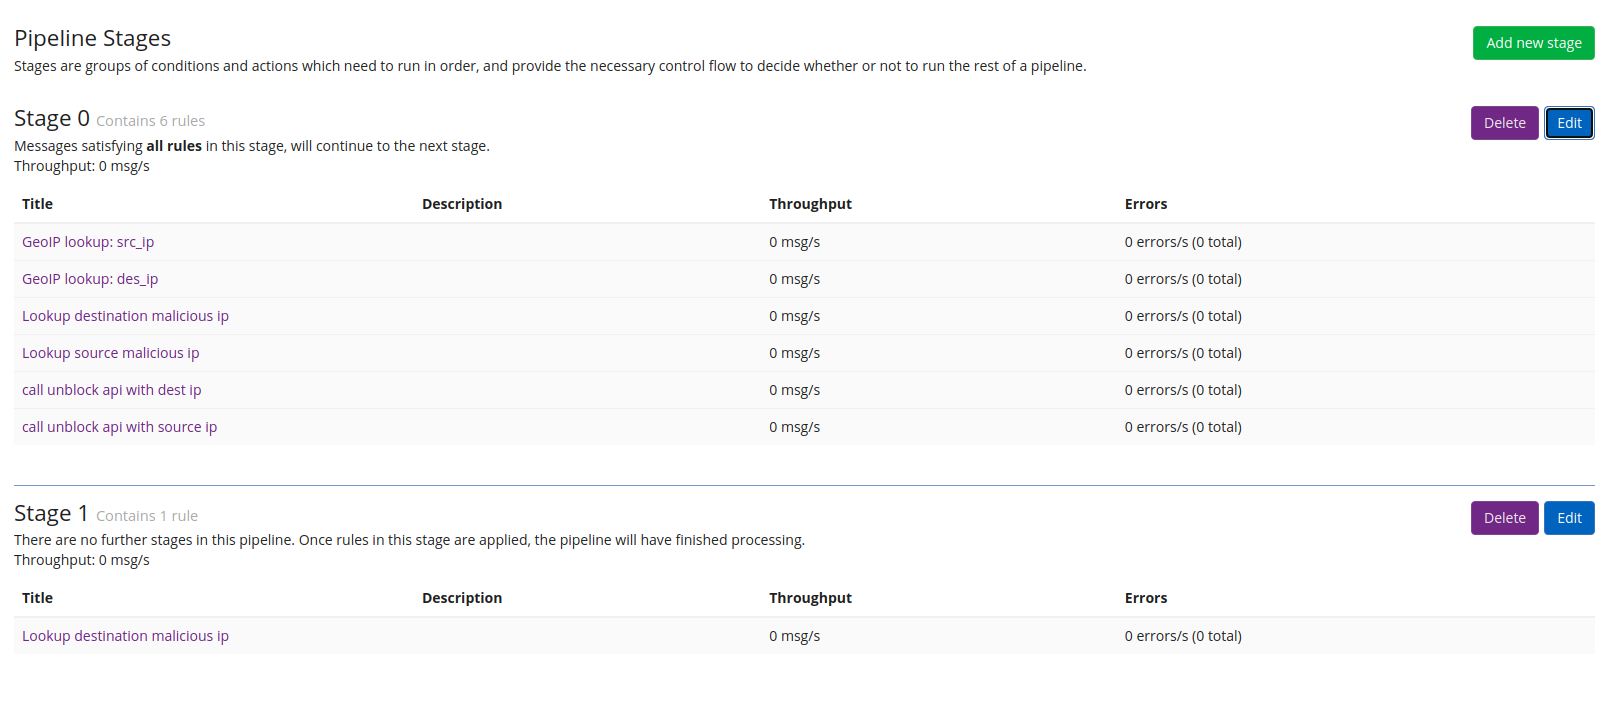 Pipeline Stages
Add new stage
Stages are groups of conditions and actions which need to run in order, and provide the necessary control flow to decide whether or not to run the rest of a pipeline.
Stage 0 Contains 6 rules
Delete Edit
Messages satisfying all rules in this stage, will continue to the next stage.
Throughput: 0 msg/s
Title Description Throughput Errors
GeoIP lookup: src_ip 0 msg/s 0 errors/s (0 total)
GeoIP lookup: des_ip 0 msg/s 0 errors/s (0 total)
Lookup destination malicious ip 0 msg/s 0 errors/s (0 total)
Lookup source malicious ip 0 msg/s 0 errors/s (0 total)
call unblock api with dest ip 0 msg/s 0 errors/s (0 total)
call unblock api with source ip 0 msg/s 0 errors/s (0 total)
Stage 1 Contains 1 rule
Delete Edit
There are no further stages in this pipeline. Once rules in this stage are applied, the pipeline will have finished processing.
Throughput: 0 msg/s
Title Description Throughput Errors
Lookup destination malicious ip 0 msg/s 0 errors/s (0 total)